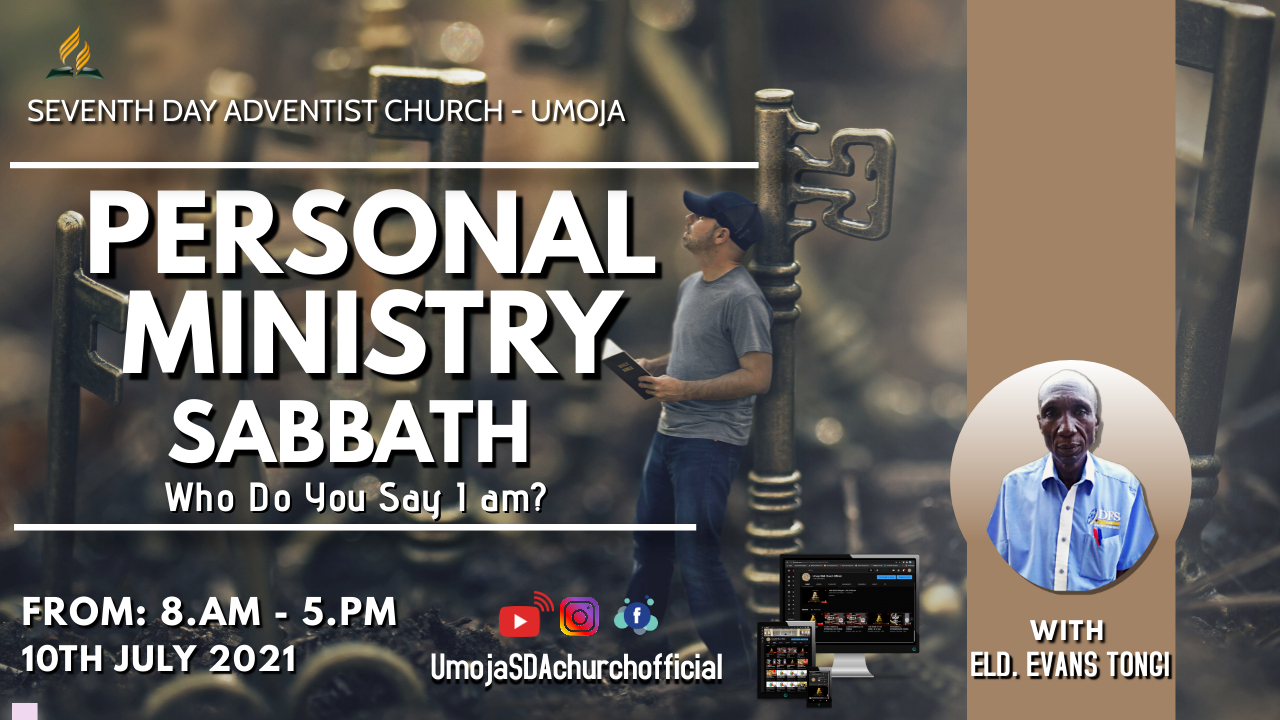 SEVENTH DAY ADVENTIST CHURCH - UMOJA
PERSONAL
MINISTRY
SABBATH
Who Do You Say I am?
FROM: 8.AM - 5.PM
10TH JULY 2021
UmojaSDAchurchofficial
DFS
WITH
ELD. EVANS TONGI